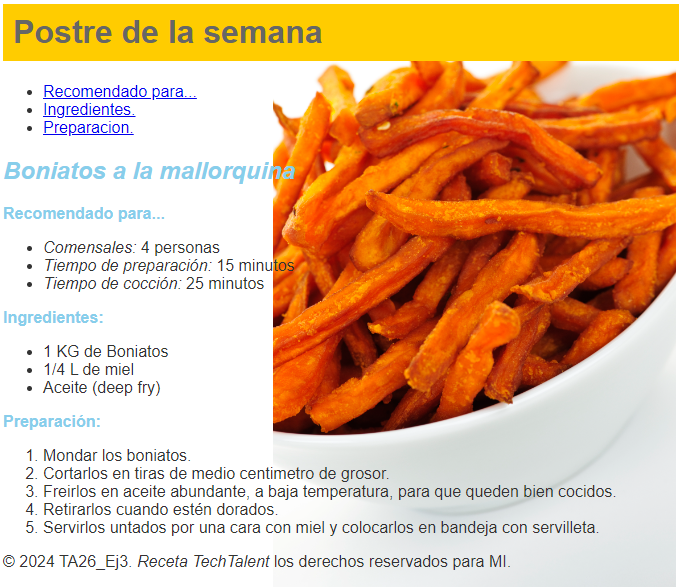 Postre de la semana
Recomendado para...
Ingredientes.
Preparacion.
Boniatos a la mallorquina
Recomendado para...
Comensales: 4 personas
Tiempo de preparación: 15 minutos
Tiempo de cocción: 25 minutos
Ingredientes:
1 KG de Boniatos
1/4 L de miel
Aceite (deep fry)
Preparación:
1. Mondar los boniatos.
2. Cortarlos en tiras de medio centimetro de grosor.
3. Freirlos en aceite abundante, a baja temperatura, para que queden bien cocidos.
4. Retirarlos cuando estén dorados.
5. Servirlos untados por una cara con miel y colocarlos en bandeja con servilleta.
© 2024 TA26_Ej3. Receta TechTalent los derechos reservados para MI.